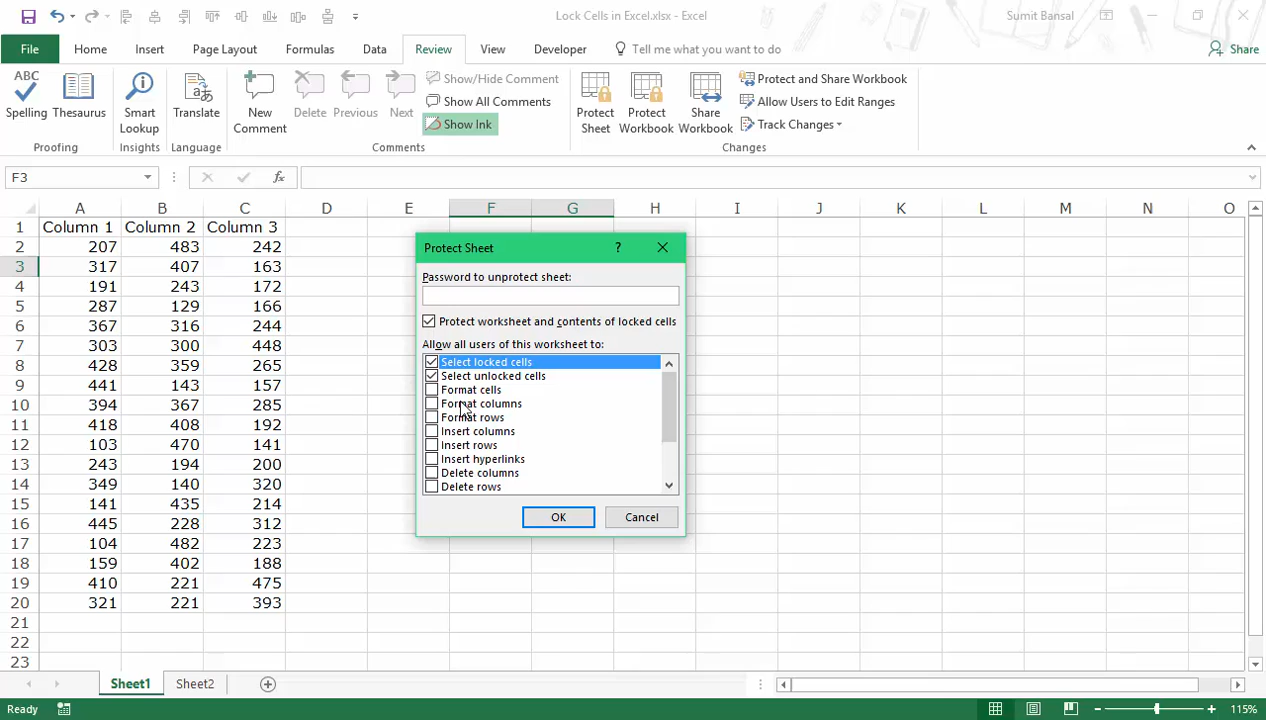 Lock Cells in Excel.xlsx - Excel
Sumit Bansal
File Home Insert Page Layout Formulas Data Review View Developer Tell me what you want to do Share
ABC
Spelling
Thesaurus
Proofing
Smart
Lookup
Insights
Translate
Language
New
Comment
Delete
Previous
Next
Show/Hide Comment
Show All Comments
Show Ink
Comments
Protect
Sheet
Protect
Workbook
Share
Workbook
Protect and Share Workbook
Allow Users to Edit Ranges
Track Changes
Changes
F3
fx
A B C D E F G H I J K L M N O
1 Column 1 Column 2 Column 3
2 207 483 242
3 317 407 163
4 191 243 172
5 287 129 166
6 367 316 244
7 303 300 448
8 428 359 265
9 441 143 157
10 394 367 285
11 418 408 192
12 103 470 141
13 243 194 200
14 349 140 320
15 141 435 214
16 445 228 312
17 104 482 223
18 159 402 188
19 410 221 475
20 321 221 393
21
22
23
Protect Sheet ?
Password to unprotect sheet:
Protect worksheet and contents of locked cells
Allow all users of this worksheet to:
Select locked cells
Select unlocked cells
Format cells
Format columns
Format rows
Insert columns
Insert rows
Insert hyperlinks
Delete columns
Delete rows
OK Cancel
Sheet1 Sheet2
Ready
115%